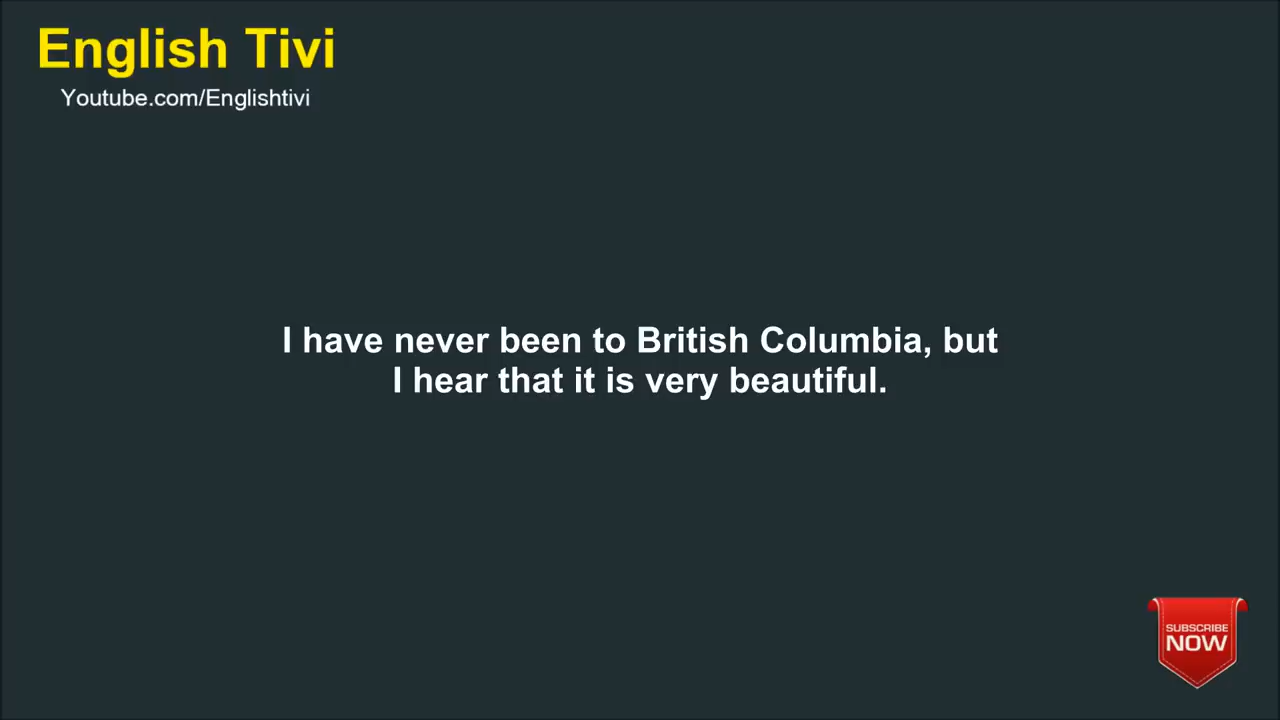 English Tivi
Youtube.com/Englishtivi
I have never been to British Columbia, but
I hear that it is very beautiful.
SUBSCRIBE
NOW